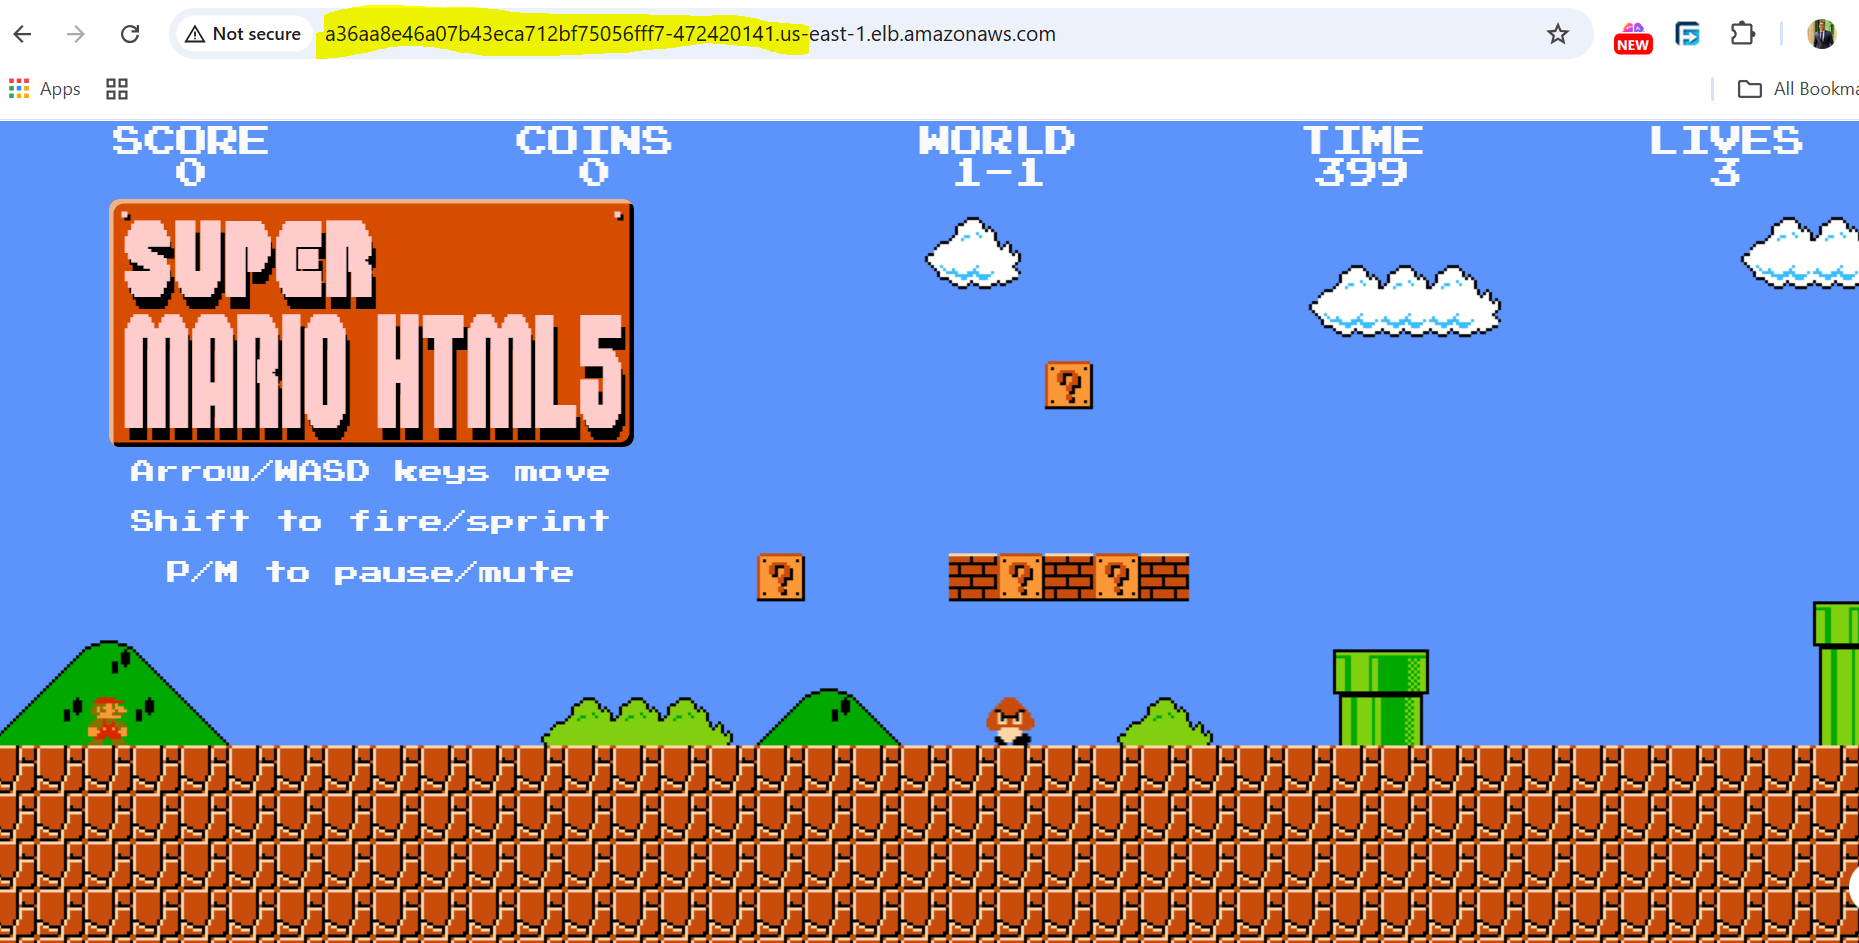 Not secure
a36aa8e46a07b43eca712bf75056fff7-472420141.us-east-1.elb.amazonaws.com
NEW
Apps
All Bookma
SCORE COINS WORLD TIME LIVES
0 0 1-1 399 3
SUPER
MARIO HTML5
Arrow/WASD keys move
Shift to fire/sprint
P/M to pause/mute
? 
?
? ?